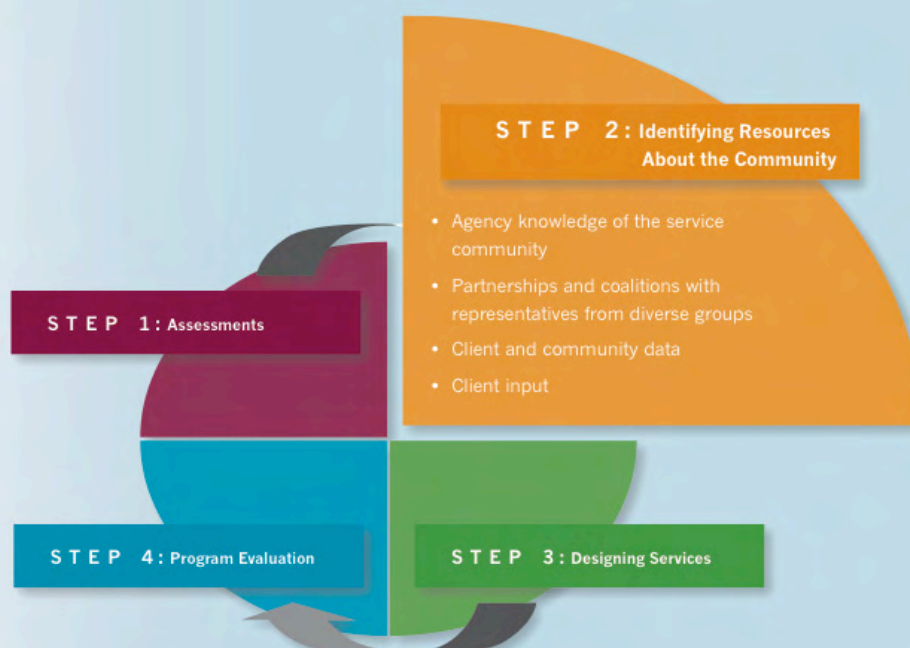 STEP 2: Identifying Resources
About the Community
• Agency knowledge of the service
community
• Partnerships and coalitions with
representatives from diverse groups
• Client and community data
• Client input
STEP 1: Assessments
STEP 4: Program Evaluation
STEP 3: Designing Services